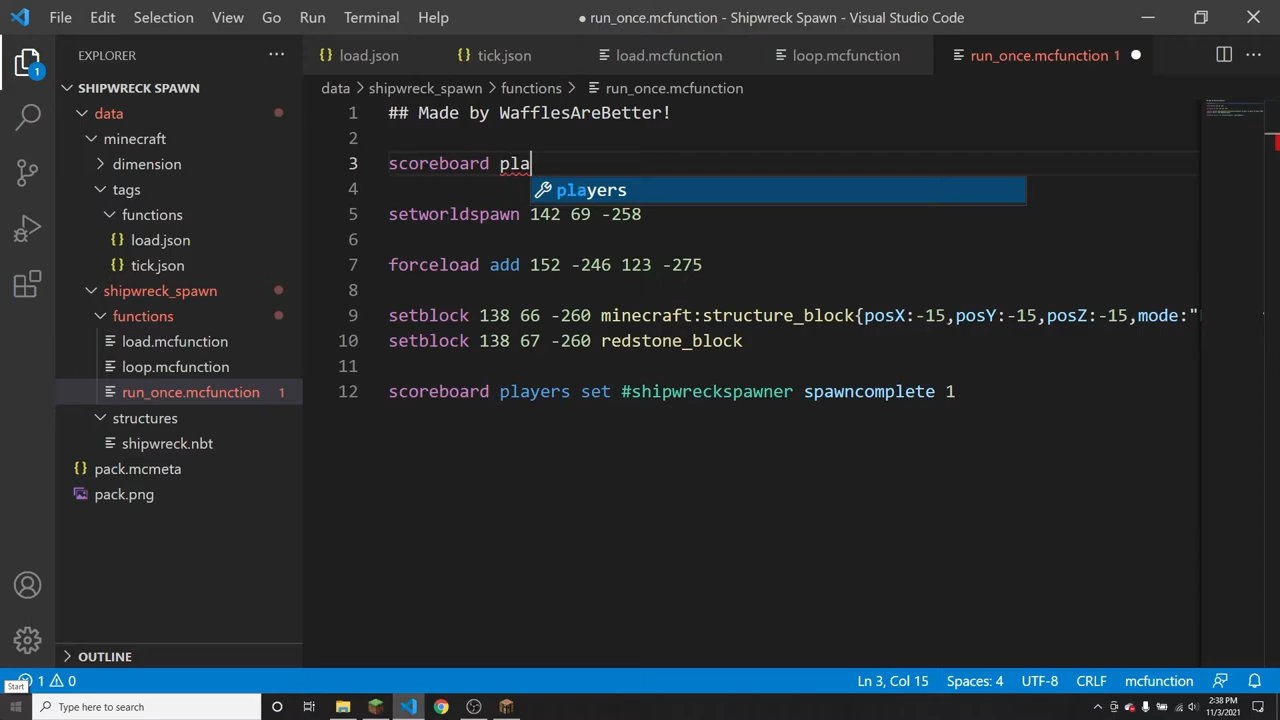 File Edit Selection View Go Run Terminal Help
● run_once.mcfunction - Shipwreck Spawn - Visual Studio Code
EXPLORER
load.json
tick.json
load.mcfunction
loop.mcfunction
run_once.mcfunction 1
1
SHIPWRECK SPAWN
data
minecraft
dimension
tags
functions
load.json
tick.json
shipwreck_spawn
functions
load.mcfunction
loop.mcfunction
run_once.mcfunction 1
structures
shipwreck.nbt
pack.mcmeta
pack.png
OUTLINE
data > shipwreck_spawn > functions > run_once.mcfunction
1 ## Made by WafflesAreBetter!
2
3 scoreboard pla
players
4
5 setworldspawn 142 69 -258
6
7 forceload add 152 -246 123 -275
8
9 setblock 138 66 -260 minecraft:structure_block{posX:-15,posY:-15,posZ:-15,mode:"
10 setblock 138 67 -260 redstone_block
11
12 scoreboard players set #shipwreckspawner spawncomplete 1
Start
1 0
Ln 3, Col 15 Spaces: 4 UTF-8 CRLF mcfunction
Type here to search
2:38 PM
11/3/2021